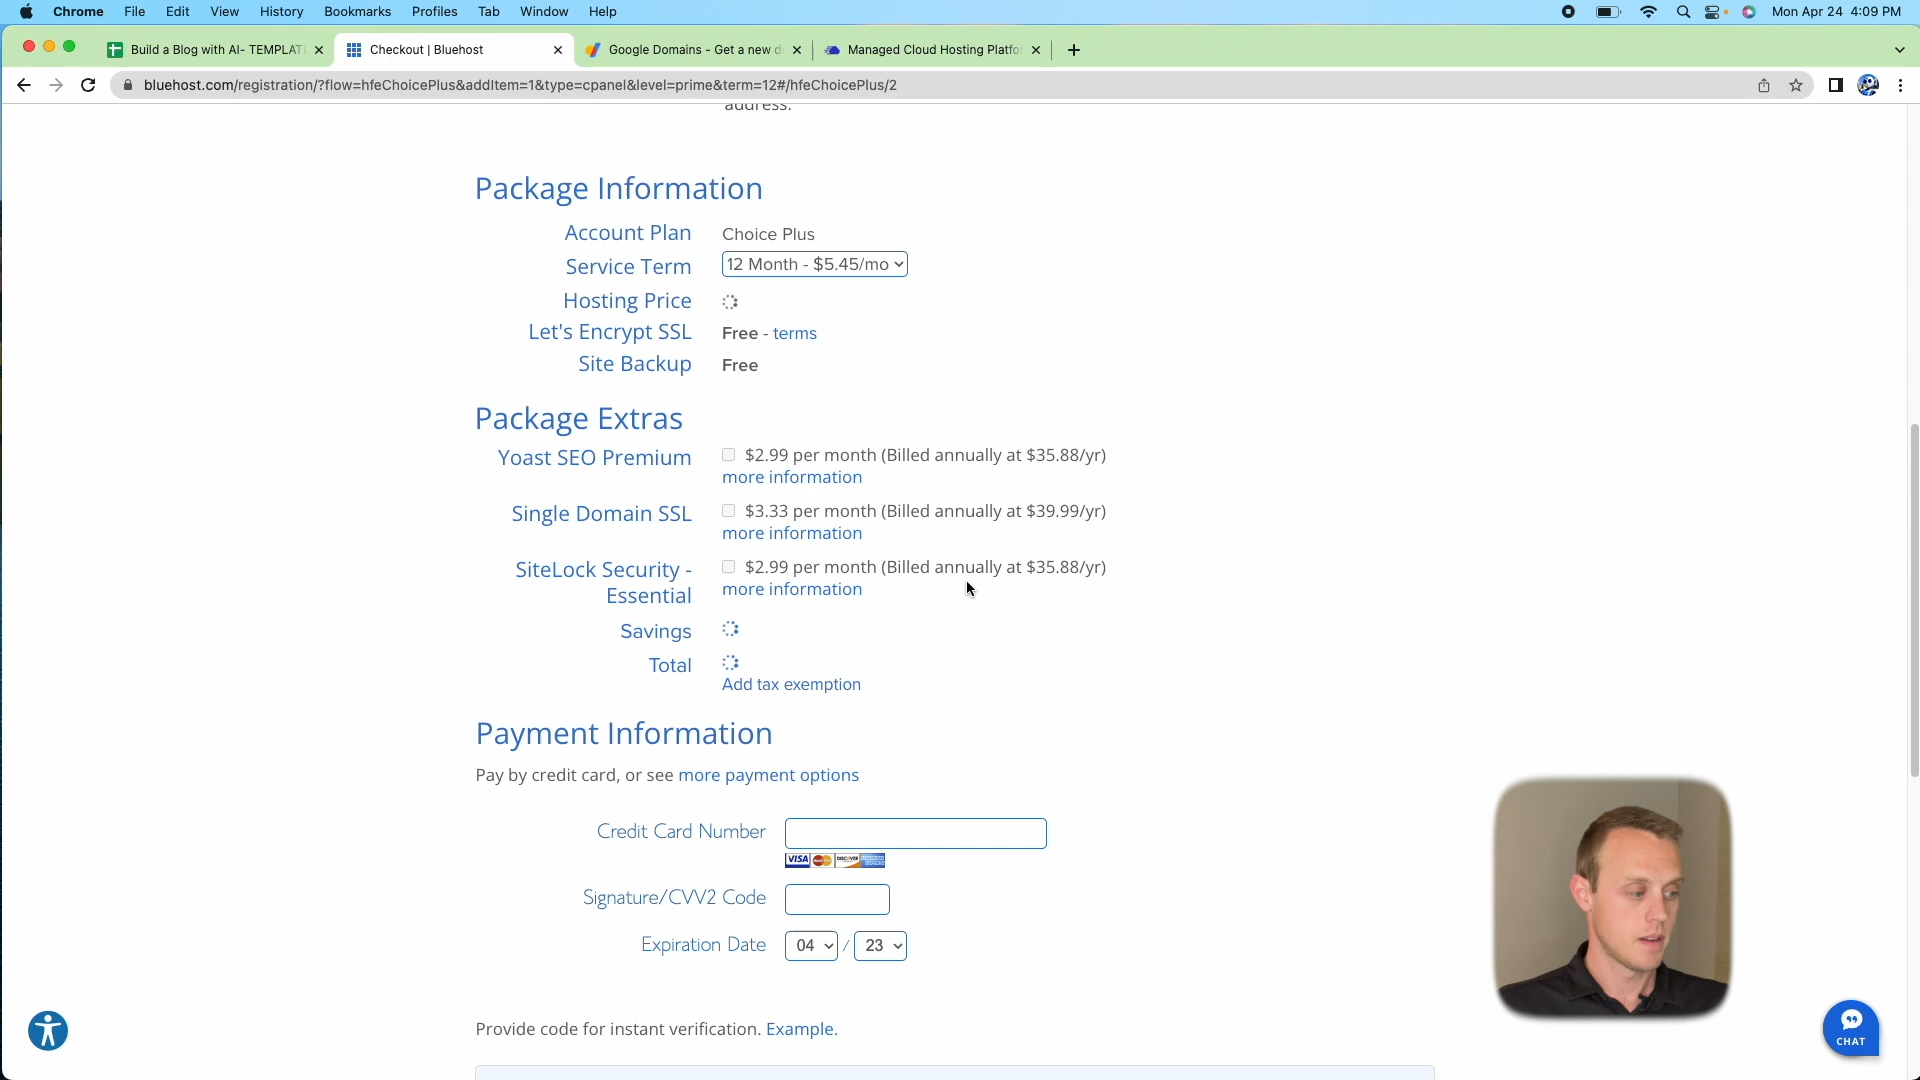 Chrome File Edit View History Bookmarks Profiles Tab Window Help Mon Apr 24 4:09 PM
Build a Blog with AI- TEMPLAT Checkout | Bluehost Google Domains - Get a new d Managed Cloud Hosting Platfo
bluehost.com/registration/?flow=hfeChoicePlus&addItem=1&type=cpanel&level=prime&term=12#/hfeChoicePlus/2
address.
Package Information
Account Plan Choice Plus
Service Term 12 Month - $5.45/mo
Hosting Price
Let's Encrypt SSL Free - terms
Site Backup Free
Package Extras
Yoast SEO Premium $2.99 per month (Billed annually at $35.88/yr)
more information
Single Domain SSL $3.33 per month (Billed annually at $39.99/yr)
more information
SiteLock Security - $2.99 per month (Billed annually at $35.88/yr)
Essential more information
Savings
Total
Add tax exemption
Payment Information
Pay by credit card, or see more payment options
Credit Card Number
VISA MasterCard DISCOVER
Signature/CVV2 Code
Expiration Date 04 / 23
Provide code for instant verification. Example.
CHAT